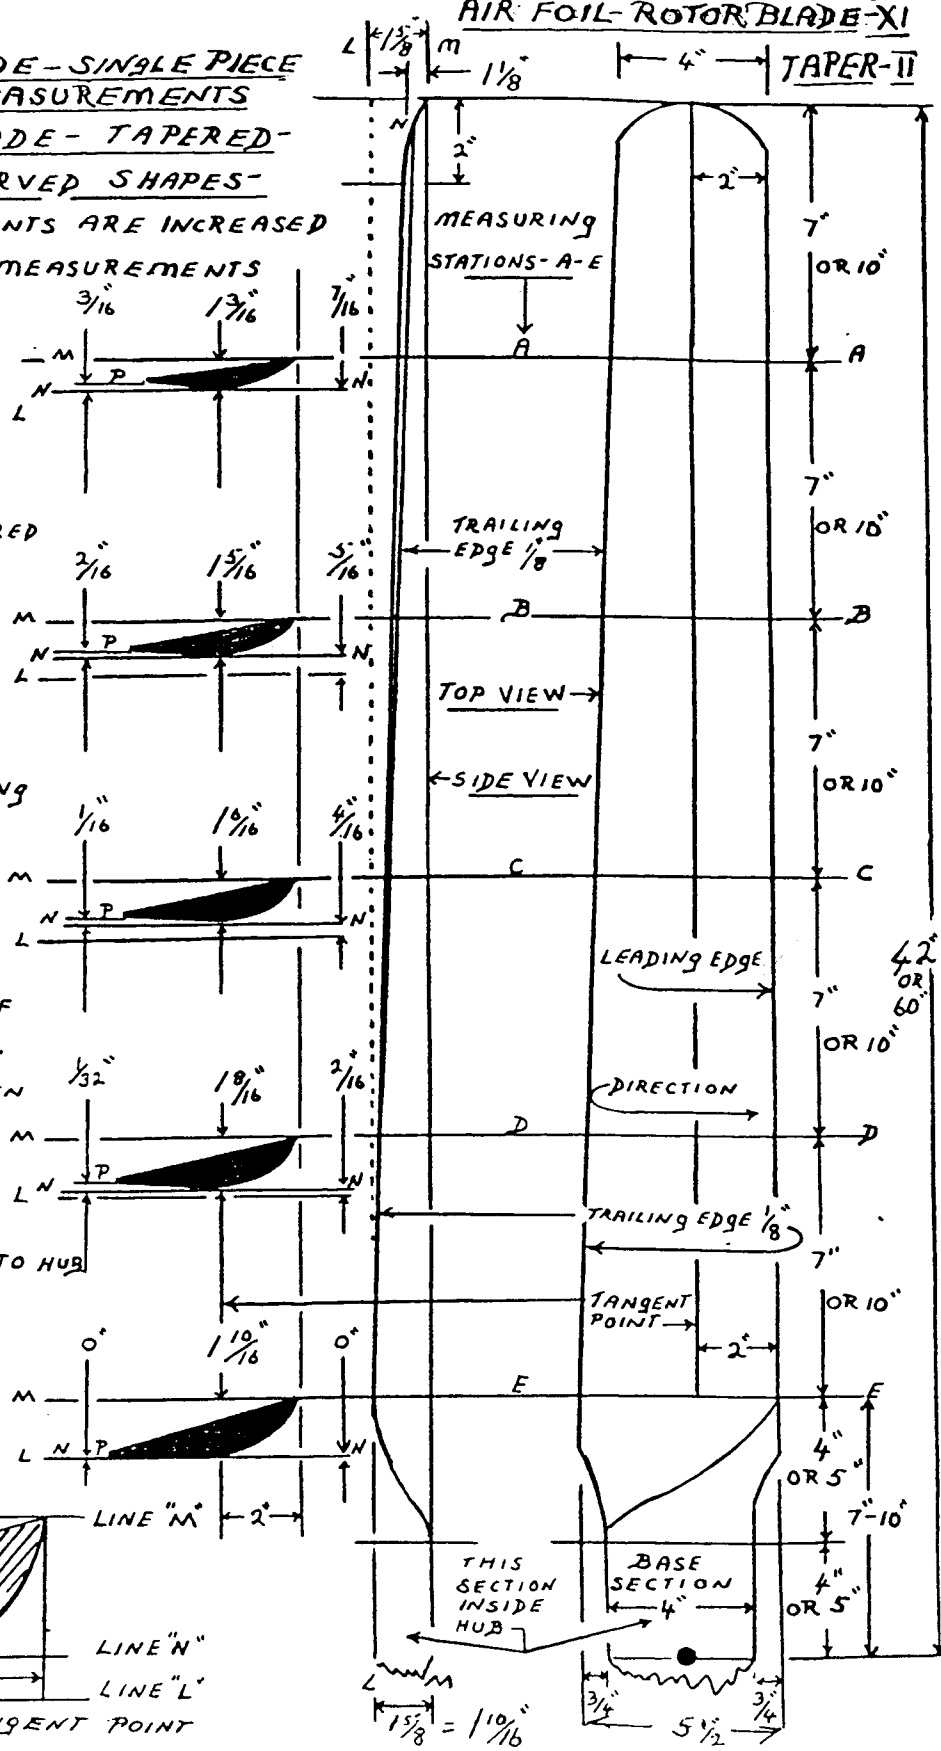 AIR FOIL-ROTOR BLADE-XI
TAPER-II
DE-SINGLE PIECE
ASUREMENTS
DE- TAPERED-
RVED SHAPES-
NTS ARE INCREASED
MEASUREMENTS
L 1 5/8" M
1 1/8"
4"
N
2"
2"
MEASURING
STATIONS-A-E
7"
OR 10"
3/16" 1 3/16" 7/16"
M A A
N P N
L
7"
OR 10"
RED
TRAILING
EDGE 1/8"
2/16" 1 5/16" 5/16"
M B B
N P N
L
TOP VIEW
SIDE VIEW
7"
OR 10"
NG
1/16" 1 6/16" 4/16"
M C C
N P N
L
LEADING EDGE
42"
OR
60"
7"
OR 10"
F
EN
1/32" 1 8/16" 2/16"
DIRECTION
M D D
L N P N
TRAILING EDGE 1/8"
TO HUB
7"
OR 10"
TANGENT
POINT
2"
0" 1 10/16" 0"
M E E
L N P N
4"
OR 5"
7"-10"
LINE "M" 2"
THIS
SECTION
INSIDE
HUB
BASE
SECTION
4"
4"
OR 5"
LINE "N"
LINE "L"
NGENT POINT
L M
3/4" 3/4"
1 5/8" = 1 10/16"
5 1/2"